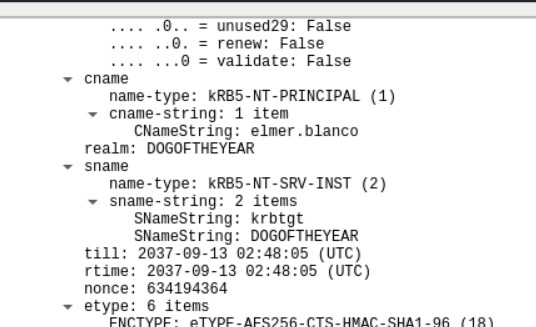 .... .0.. = unused29: False
.... ..0. = renew: False
.... ...0 = validate: False
cname
name-type: kRB5-NT-PRINCIPAL (1)
cname-string: 1 item
CNameString: elmer.blanco
realm: DOGOFTHEYEAR
sname
name-type: kRB5-NT-SRV-INST (2)
sname-string: 2 items
SNameString: krbtgt
SNameString: DOGOFTHEYEAR
till: 2037-09-13 02:48:05 (UTC)
rtime: 2037-09-13 02:48:05 (UTC)
nonce: 634194364
etype: 6 items
ENCTYPE: eTYPE-AES256-CTS-HMAC-SHA1-96 (18)